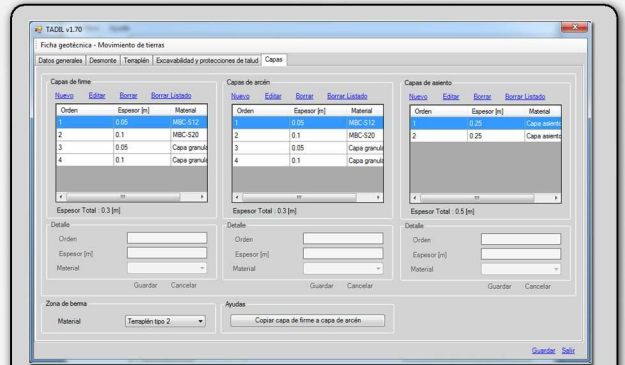 TADIL v1.70
Ficha geotécnica - Movimiento de tierras
Datos generales Desmonte Terraplén Excavabilidad y protecciones de talud Capas
Capas de firme
Nuevo Editar Borrar Borrar Listado
Orden Espesor [m] Material
1 0.05 MBC-S12
2 0.1 MBC-S20
3 0.05 Capa granula
4 0.1 Capa granula
Espesor Total : 0.3 [m]
Detalle
Orden
Espesor [m]
Material
Guardar Cancelar
Capas de arcén
Nuevo Editar Borrar Borrar Listado
Orden Espesor [m] Material
1 0.05 MBC-S12
2 0.1 MBC-S20
3 0.05 Capa granula
4 0.1 Capa granula
Espesor Total : 0.3 [m]
Detalle
Orden
Espesor [m]
Material
Guardar Cancelar
Capas de asiento
Nuevo Editar Borrar Borrar Listado
Orden Espesor [m] Material
1 0.25 Capa asiento
2 0.25 Capa asiento
Espesor Total : 0.5 [m]
Detalle
Orden
Espesor [m]
Material
Guardar Cancelar
Zona de berma
Material Terraplén tipo 2
Ayudas
Copiar capa de firme a capa de arcén
Guardar Salir